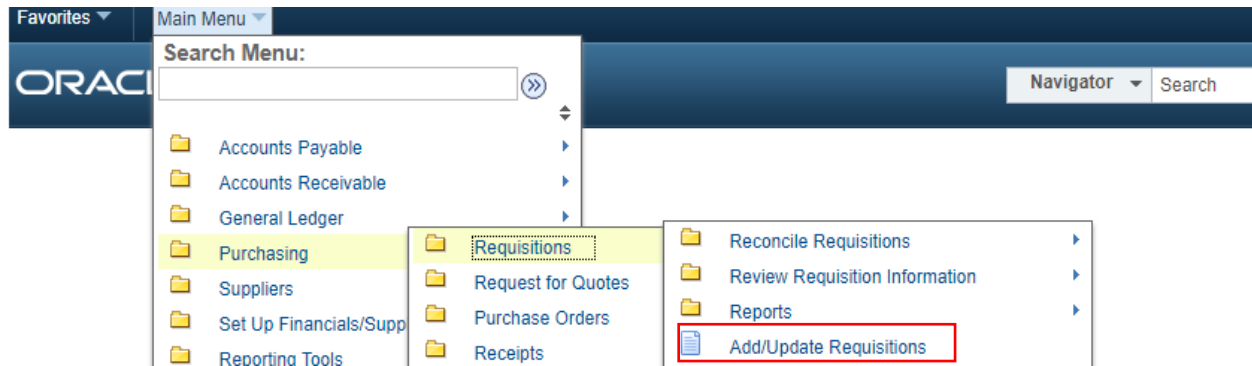 Favorites Main Menu
Search Menu:
Navigator Search
Accounts Payable
Accounts Receivable
General Ledger
Purchasing
Suppliers
Set Up Financials/Supp
Reporting Tools
Requisitions
Request for Quotes
Purchase Orders
Receipts
Reconcile Requisitions
Review Requisition Information
Reports
Add/Update Requisitions